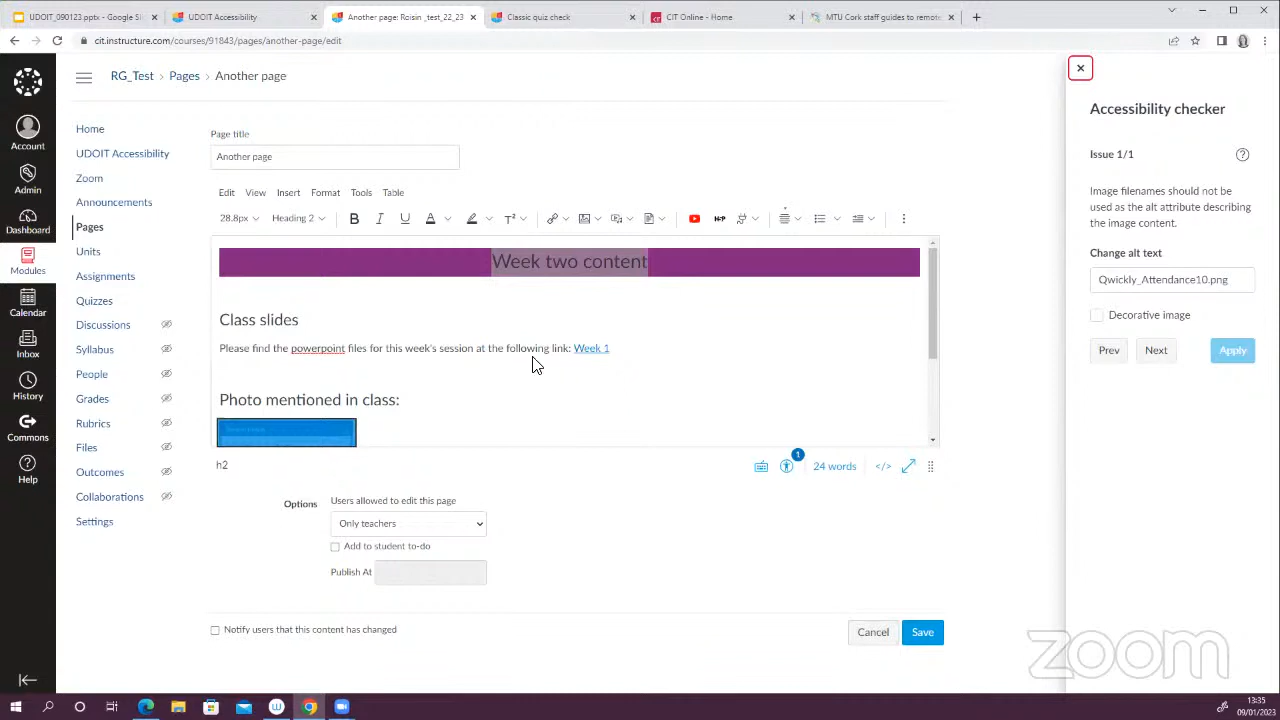 UDOIT_090123.pptx - Google Sl
UDOIT Accessibility
Another page: Roisin _test_22_23
Classic quiz check
CIT Online - Home
MTU Cork staff guides to remot
cit.instructure.com/courses/91843/pages/another-page/edit
RG_Test > Pages > Another page
Account
Admin
Dashboard
Modules
Calendar
Inbox
History
Commons
Help
Home
UDOIT Accessibility
Zoom
Announcements
Pages
Units
Assignments
Quizzes
Discussions
Syllabus
People
Grades
Rubrics
Files
Outcomes
Collaborations
Settings
Page title
Another page
Edit View Insert Format Tools Table
28.8px Heading 2 B I U A T²
H5P
Week two content
Class slides
Please find the powerpoint files for this week's session at the following link: Week 1
Photo mentioned in class:
h2
1
24 words </>
Options
Users allowed to edit this page
Only teachers
Add to student to-do
Publish At
Notify users that this content has changed
Cancel Save
Accessibility checker
Issue 1/1
Image filenames should not be
used as the alt attribute describing
the image content.
Change alt text
Qwickly_Attendance10.png
Decorative image
Prev Next Apply
zoom
13:35
09/01/2023